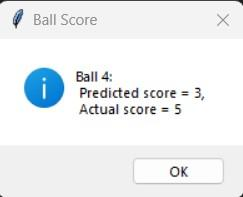 Ball Score
Ball 4:
Predicted score = 3,
Actual score = 5
OK